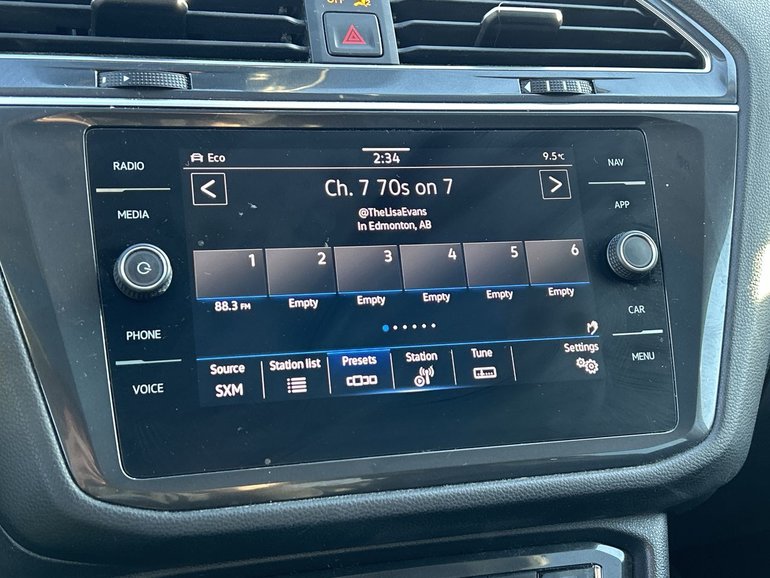 OFF
RADIO
MEDIA
PHONE
VOICE
Eco 2:34 9.5°C
Ch. 7 70s on 7
@TheLisaEvans
In Edmonton, AB
1 2 3 4 5 6
88.3 FM Empty Empty Empty Empty Empty
Source Station list Presets Station Tune Settings
SXM
NAV
APP
CAR
MENU